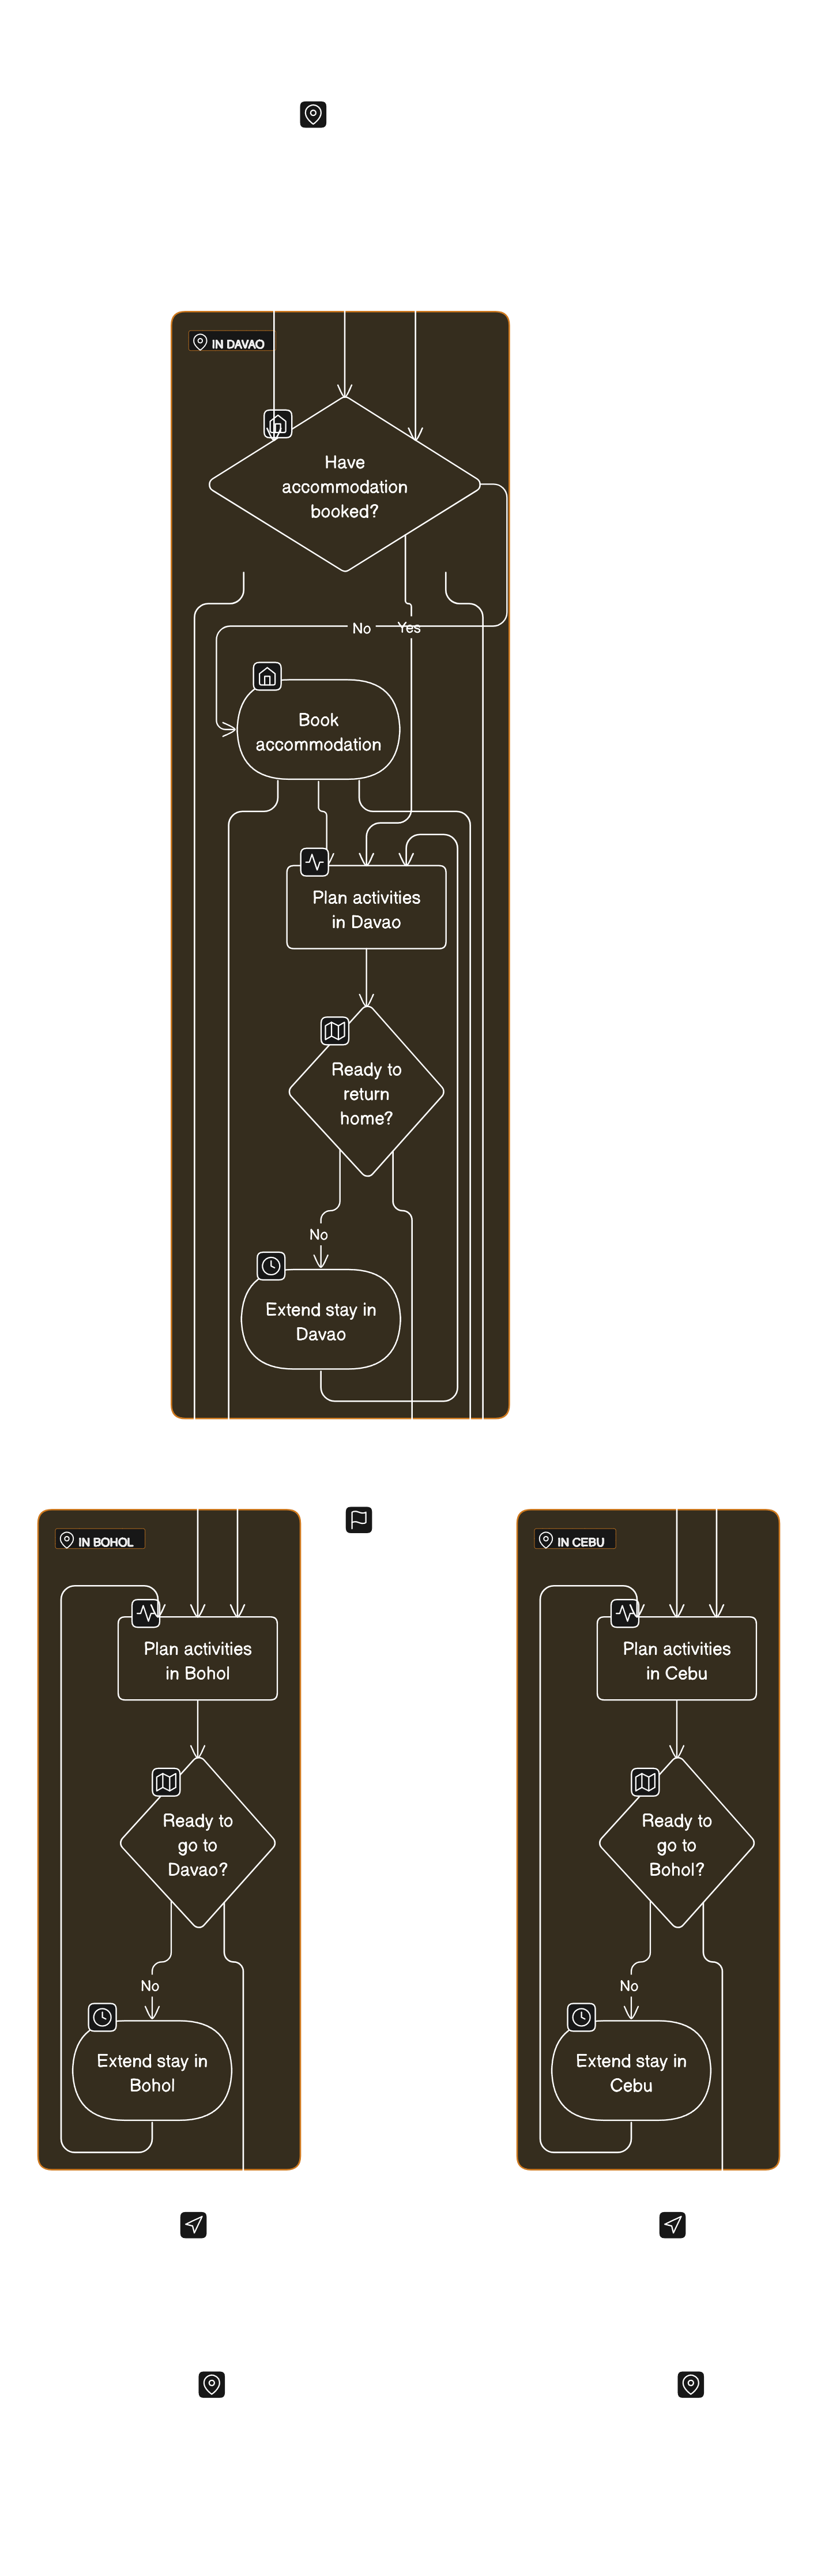 IN DAVAO
Have
accommodation
booked?
No
Yes
Book
accommodation
Plan activities
in Davao
Ready to
return
home?
No
Extend stay in
Davao
IN BOHOL
Plan activities
in Bohol
Ready to
go to
Davao?
No
Extend stay in
Bohol
IN CEBU
Plan activities
in Cebu
Ready to
go to
Bohol?
No
Extend stay in
Cebu